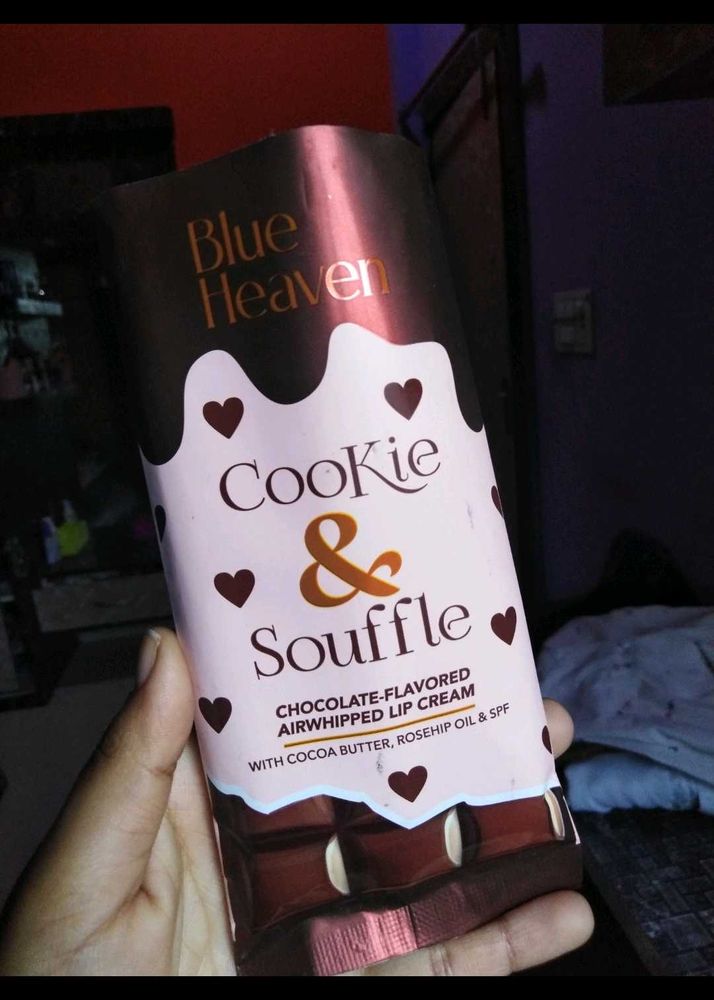 Blue
Heaven
CooKie
&
Souffle
CHOCOLATE-FLAVORED
AIRWHIPPED LIP CREAM
WITH COCOA BUTTER, ROSEHIP OIL & SPF